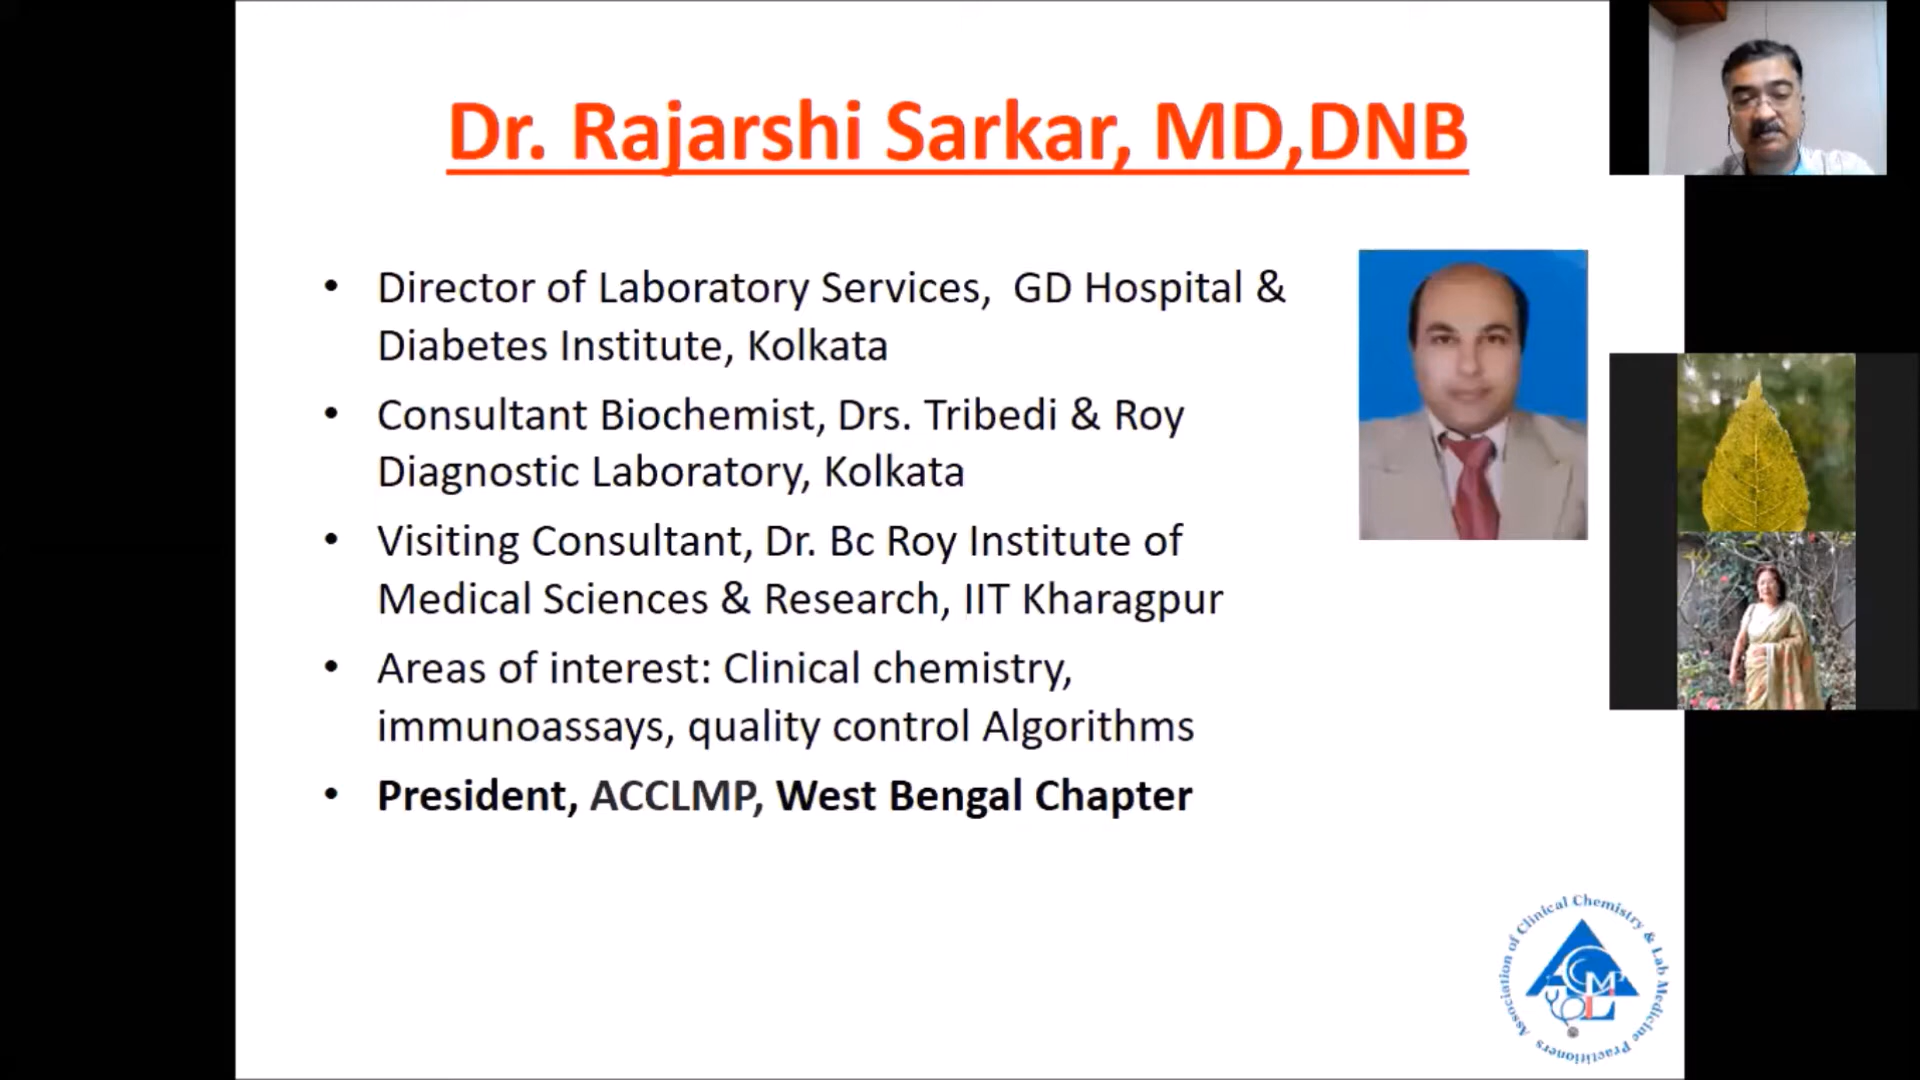 Dr. Rajarshi Sarkar, MD,DNB
• Director of Laboratory Services, GD Hospital &
Diabetes Institute, Kolkata
• Consultant Biochemist, Drs. Tribedi & Roy
Diagnostic Laboratory, Kolkata
• Visiting Consultant, Dr. Bc Roy Institute of
Medical Sciences & Research, IIT Kharagpur
• Areas of interest: Clinical chemistry,
immunoassays, quality control Algorithms
• President, ACCLMP, West Bengal Chapter
Association of Clinical Chemistry & Lab Medicine Practitioners